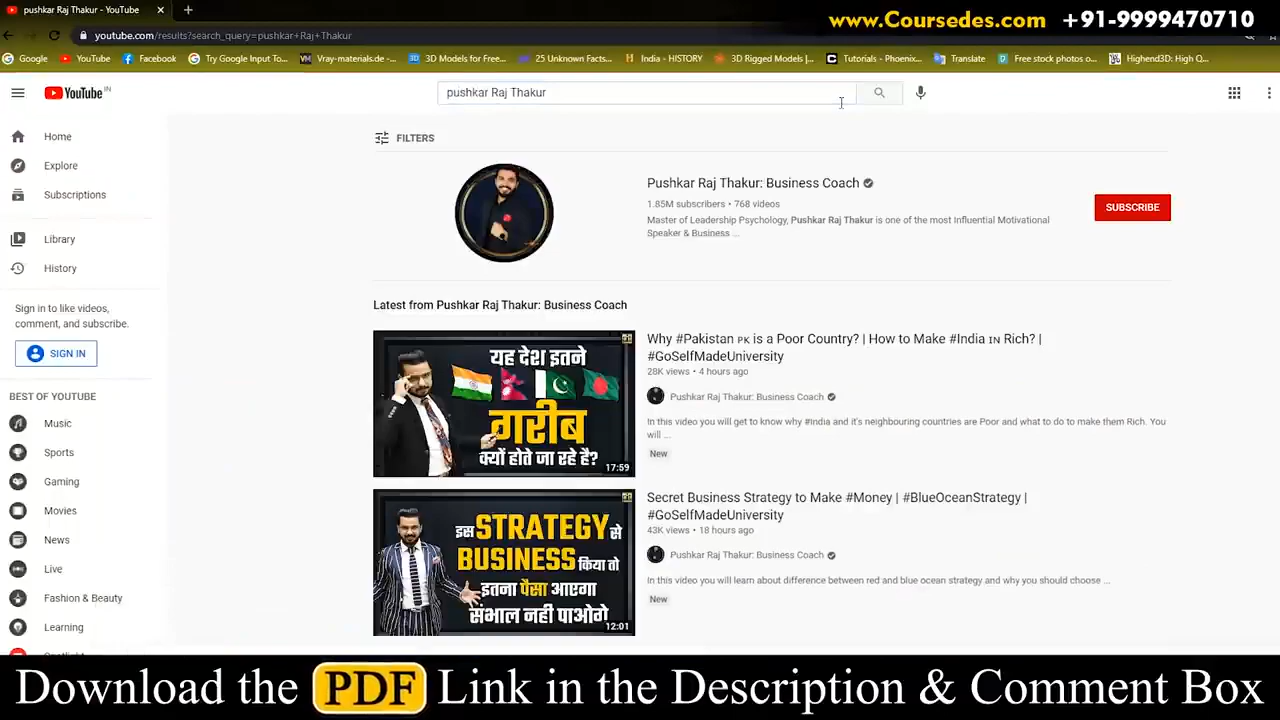 pushkar Raj Thakur - YouTube
www.Coursedes.com +91-9999470710
youtube.com/results?search_query=pushkar+Raj+Thakur
Google YouTube Facebook Try Google Input To... Vray-materials.de -... 3D Models for Free... 25 Unknown Facts... India - HISTORY 3D Rigged Models |... Tutorials - Phoenix... Translate Free stock photos o... Highend3D: High Q...
YouTube IN
pushkar Raj Thakur
Home
Explore
Subscriptions
Library
History
Sign in to like videos,
comment, and subscribe.
SIGN IN
BEST OF YOUTUBE
Music
Sports
Gaming
Movies
News
Live
Fashion & Beauty
Learning
FILTERS
Pushkar Raj Thakur: Business Coach
1.85M subscribers • 768 videos
Master of Leadership Psychology, Pushkar Raj Thakur is one of the most Influential Motivational
Speaker & Business ...
SUBSCRIBE
Latest from Pushkar Raj Thakur: Business Coach
यह देश इतने
गरीब
क्यों होते जा रहे है?
17:59
Why #Pakistan PK is a Poor Country? | How to Make #India IN Rich? |
#GoSelfMadeUniversity
28K views • 4 hours ago
Pushkar Raj Thakur: Business Coach
In this video you will get to know why #India and it's neighbouring countries are Poor and what to do to make them Rich. You
will ...
New
इस STRATEGY से
BUSINESS किया तो
इतना पैसा आएगा
संभाल नही पाओगे
12:01
Secret Business Strategy to Make #Money | #BlueOceanStrategy |
#GoSelfMadeUniversity
43K views • 18 hours ago
Pushkar Raj Thakur: Business Coach
In this video you will learn about difference between red and blue ocean strategy and why you should choose ...
New
Download the PDF Link in the Description & Comment Box